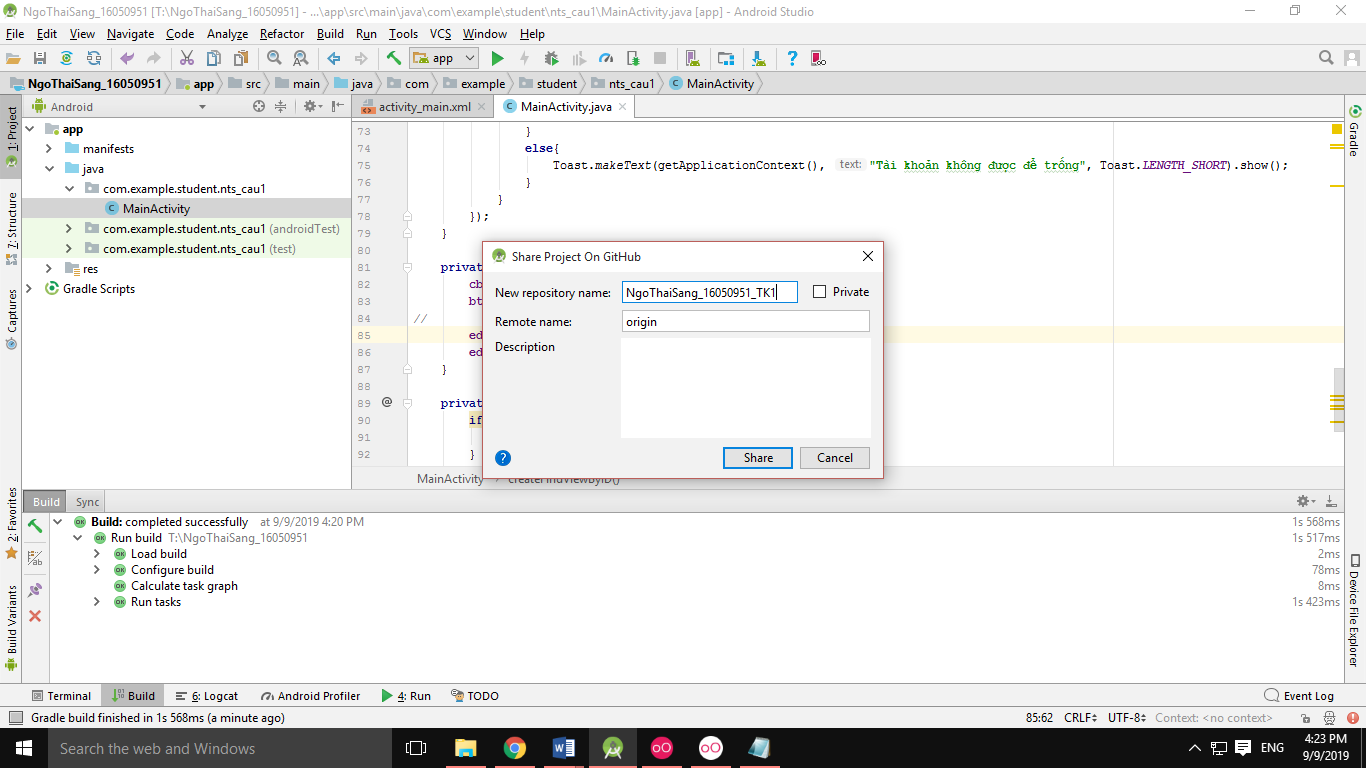 NgoThaiSang_16050951 [T:\NgoThaiSang_16050951] - ...\app\src\main\java\com\example\student\nts_cau1\MainActivity.java [app] - Android Studio
File Edit View Navigate Code Analyze Refactor Build Run Tools VCS Window Help
app
NgoThaiSang_16050951 app src main java com example student nts_cau1 MainActivity
1: Project
7: Structure
Captures
2: Favorites
Build Variants
Android
app
manifests
java
com.example.student.nts_cau1
MainActivity
com.example.student.nts_cau1 (androidTest)
com.example.student.nts_cau1 (test)
res
Gradle Scripts
activity_main.xml MainActivity.java
73 }
74 else{
75 Toast.makeText(getApplicationContext(), text: "Tài khoản không được để trống", Toast.LENGTH_SHORT).show();
76 }
77 }
78 });
79 }
80
81 privat
82 cb
83 bt
84 //
85 ed
86 ed
87 }
88
89 @ privat
90 if
91
92 }
MainActivity createFindViewByID()
Share Project On GitHub
New repository name: NgoThaiSang_16050951_TK1 Private
Remote name: origin
Description
? Share Cancel
Gradle
Device File Explorer
Build Sync
Build: completed successfully at 9/9/2019 4:20 PM 1s 568ms
Run build T:\NgoThaiSang_16050951 1s 517ms
Load build 2ms
Configure build 78ms
Calculate task graph 8ms
Run tasks 1s 423ms
Terminal Build 6: Logcat Android Profiler 4: Run TODO Event Log
Gradle build finished in 1s 568ms (a minute ago) 85:62 CRLF UTF-8 Context: <no context>
Search the web and Windows ENG 4:23 PM
9/9/2019